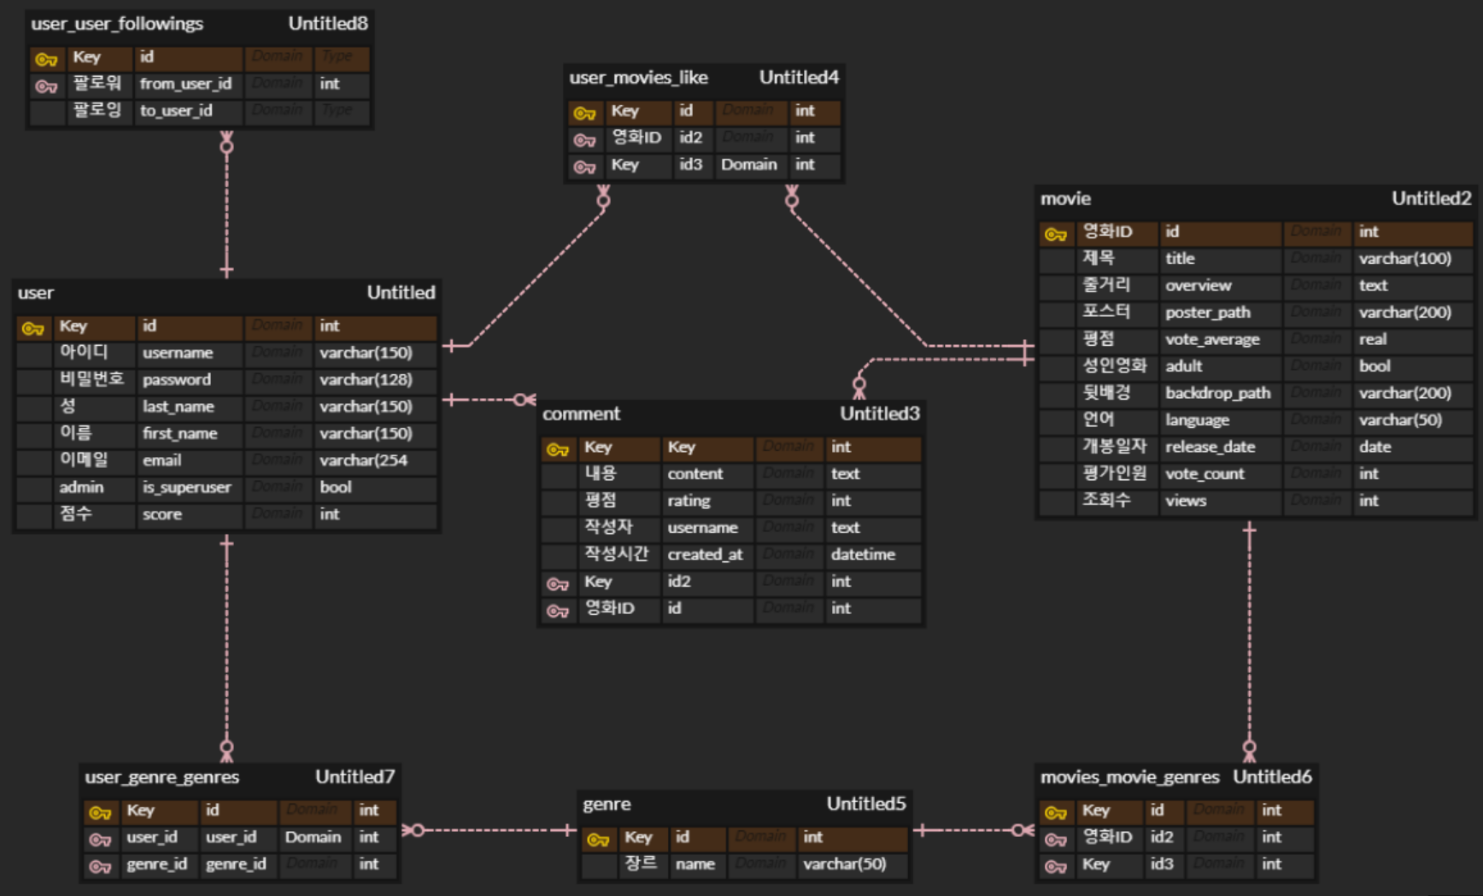 user_user_followings Untitled8
Key id Domain Type
팔로워 from_user_id Domain int
팔로잉 to_user_id Domain Type
user_movies_like Untitled4
Key id Domain int
영화ID id2 Domain int
Key id3 Domain int
movie Untitled2
영화ID id Domain int
제목 title Domain varchar(100)
줄거리 overview Domain text
포스터 poster_path Domain varchar(200)
평점 vote_average Domain real
성인영화 adult Domain bool
뒷배경 backdrop_path Domain varchar(200)
언어 language Domain varchar(50)
개봉일자 release_date Domain date
평가인원 vote_count Domain int
조회수 views Domain int
user Untitled
Key id Domain int
아이디 username Domain varchar(150)
비밀번호 password Domain varchar(128)
성 last_name Domain varchar(150)
이름 first_name Domain varchar(150)
이메일 email Domain varchar(254
admin is_superuser Domain bool
점수 score Domain int
comment Untitled3
Key Key Domain int
내용 content Domain text
평점 rating Domain int
작성자 username Domain text
작성시간 created_at Domain datetime
Key id2 Domain int
영화ID id Domain int
user_genre_genres Untitled7
Key id Domain int
user_id user_id Domain int
genre_id genre_id Domain int
genre Untitled5
Key id Domain int
장르 name Domain varchar(50)
movies_movie_genres Untitled6
Key id Domain int
영화ID id2 Domain int
Key id3 Domain int